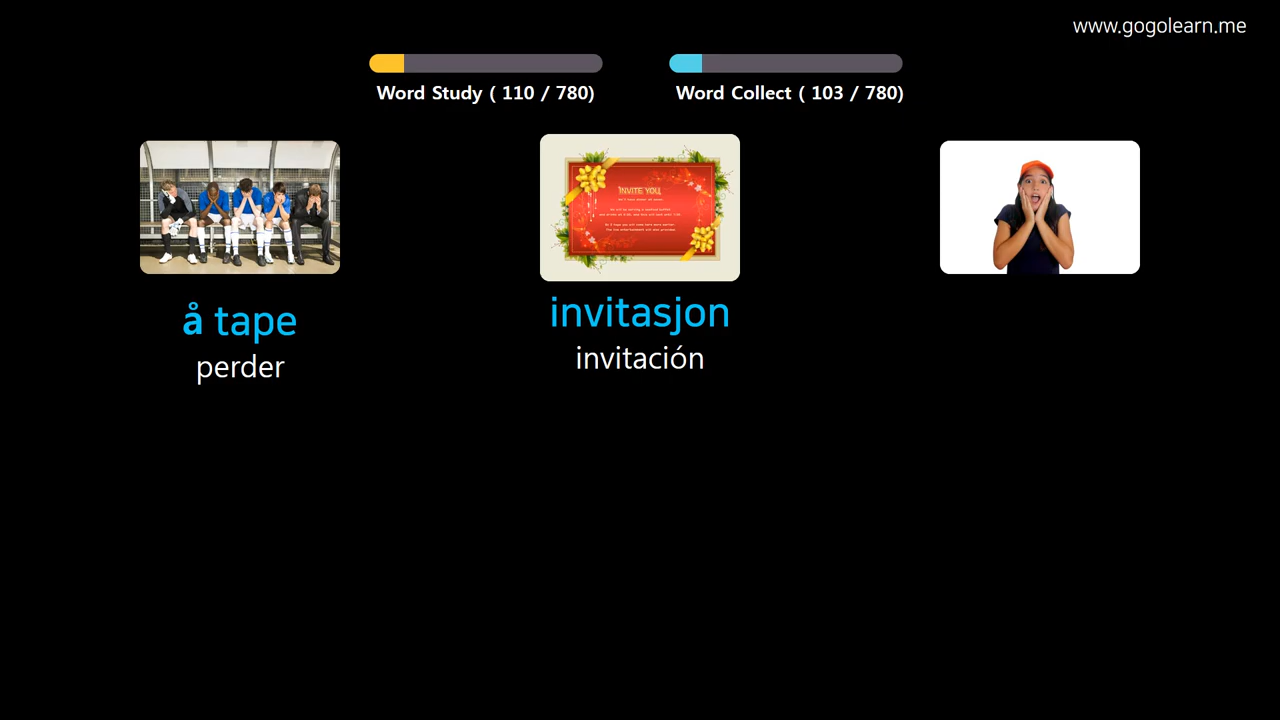 www.gogolearn.me
Word Study ( 110 / 780)
Word Collect ( 103 / 780)
INVITE YOU
å tape
perder
invitasjon
invitación